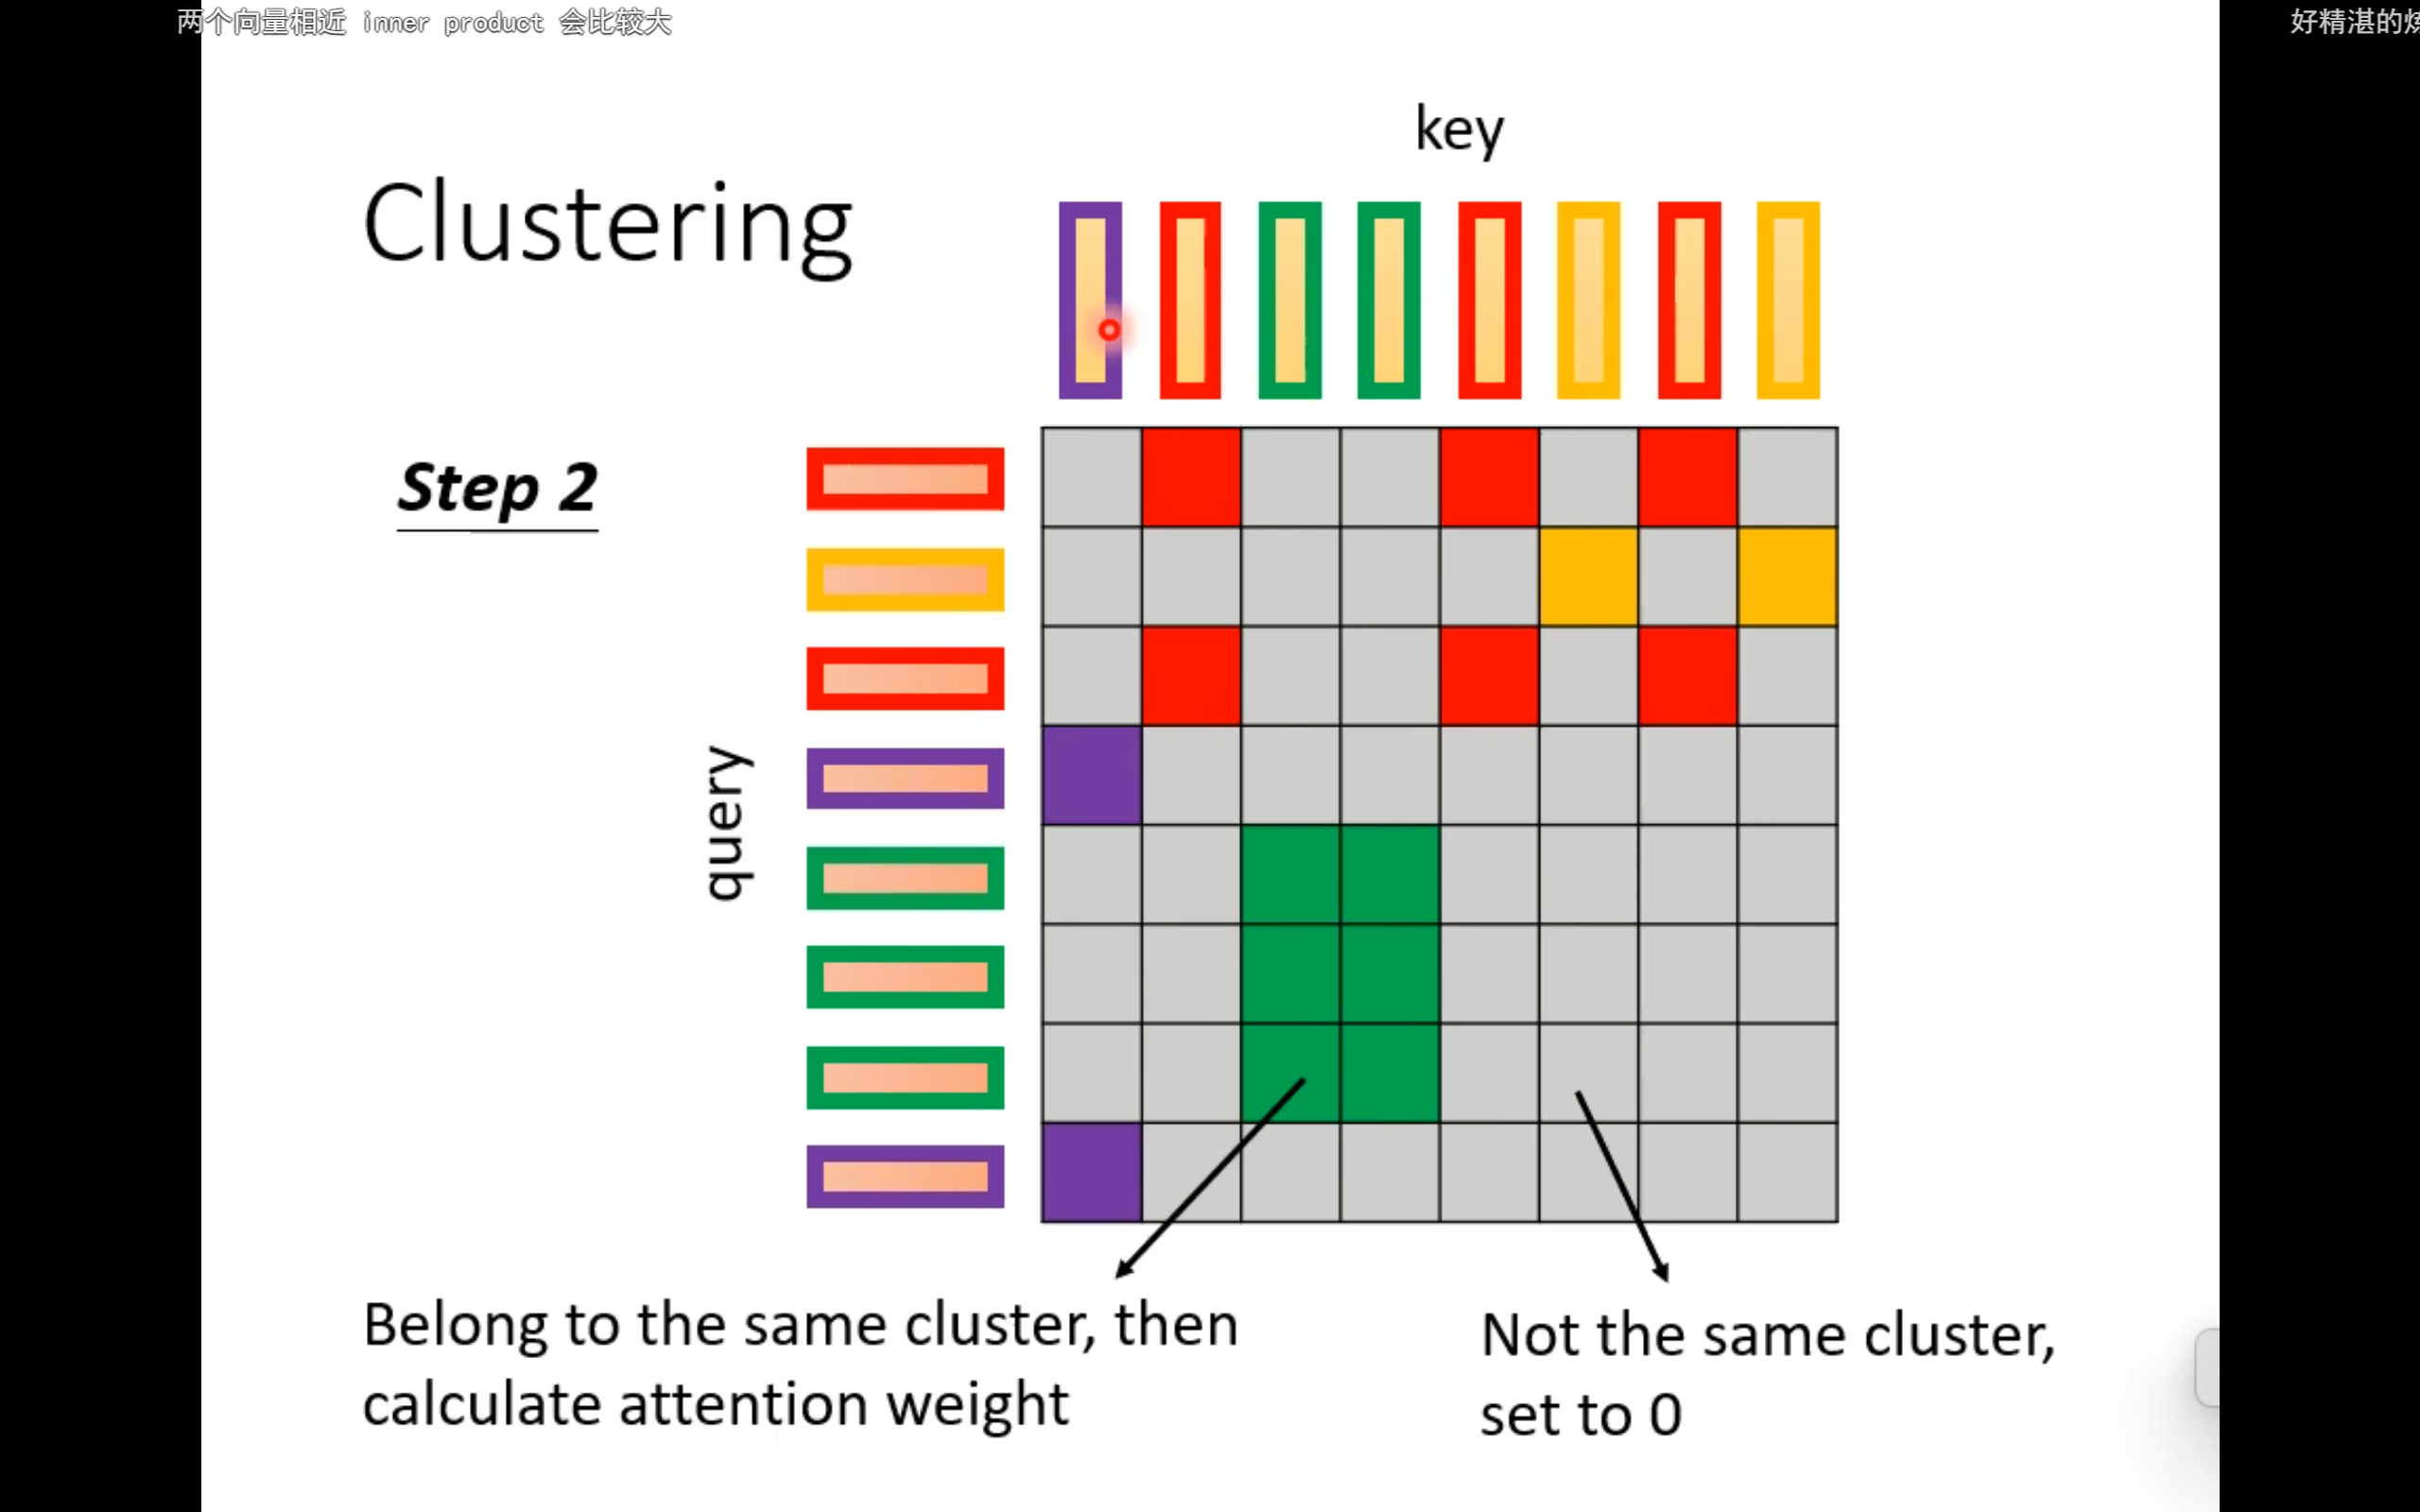 两个向量相近 inner product 会比较大
好精湛的
key
Clustering
Step 2
query
Belong to the same cluster, then
calculate attention weight
Not the same cluster,
set to 0